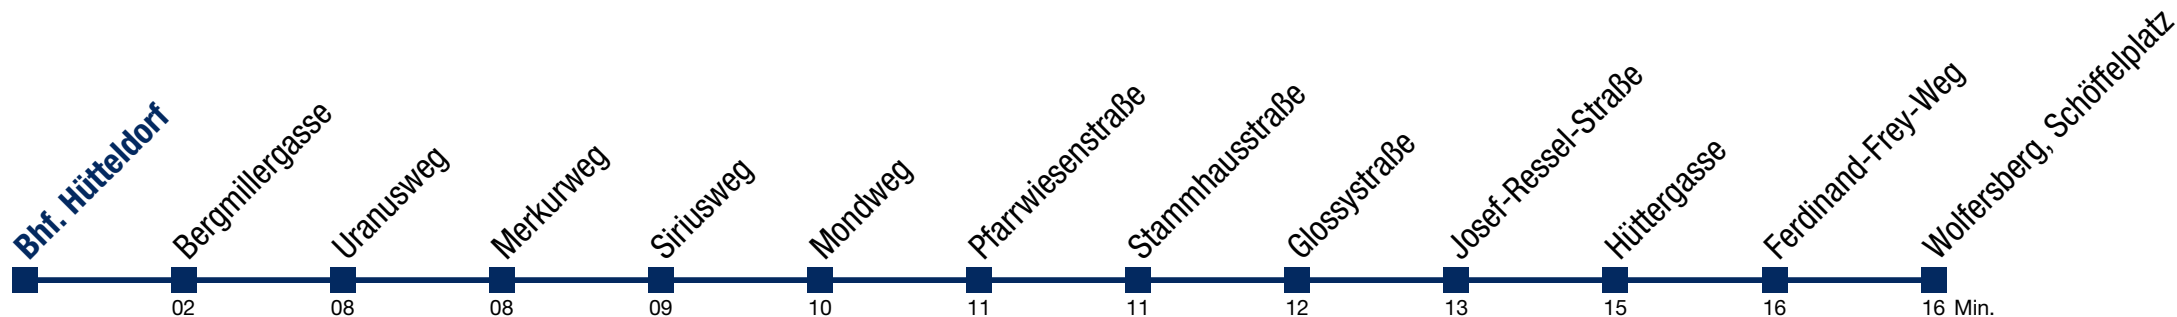 Bhf. Hütteldorf
Bergmillergasse
Uranusweg
Merkurweg
Siriusweg
Mondweg
Pfarrwiesenstraße
Stammhausstraße
Glossystraße
Josef-Ressel-Straße
Hüttergasse
Ferdinand-Frey-Weg
Wolfersberg, Schöffelplatz
02 08 08 09 10 11 11 12 13 15 16 16 Min.